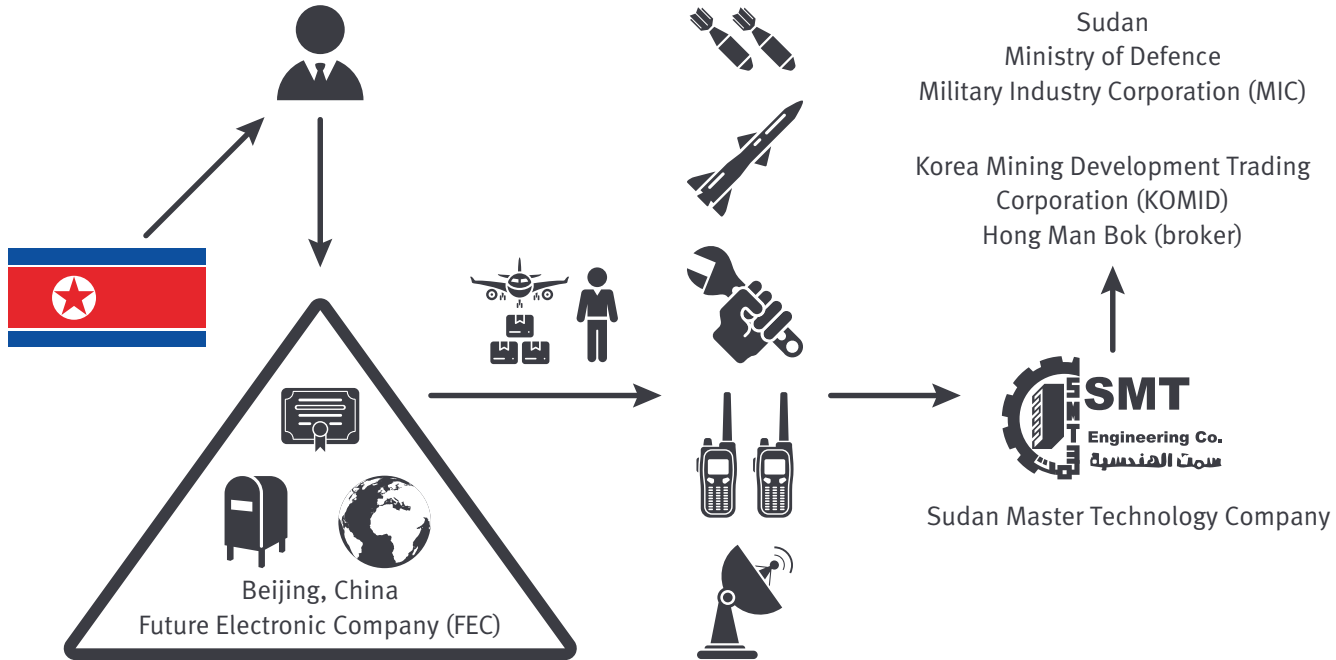 Sudan
Ministry of Defence
Military Industry Corporation (MIC)
Korea Mining Development Trading
Corporation (KOMID)
Hong Man Bok (broker)
SMT
SMT
Engineering Co.
سمت الهندسية
Sudan Master Technology Company
Beijing, China
Future Electronic Company (FEC)